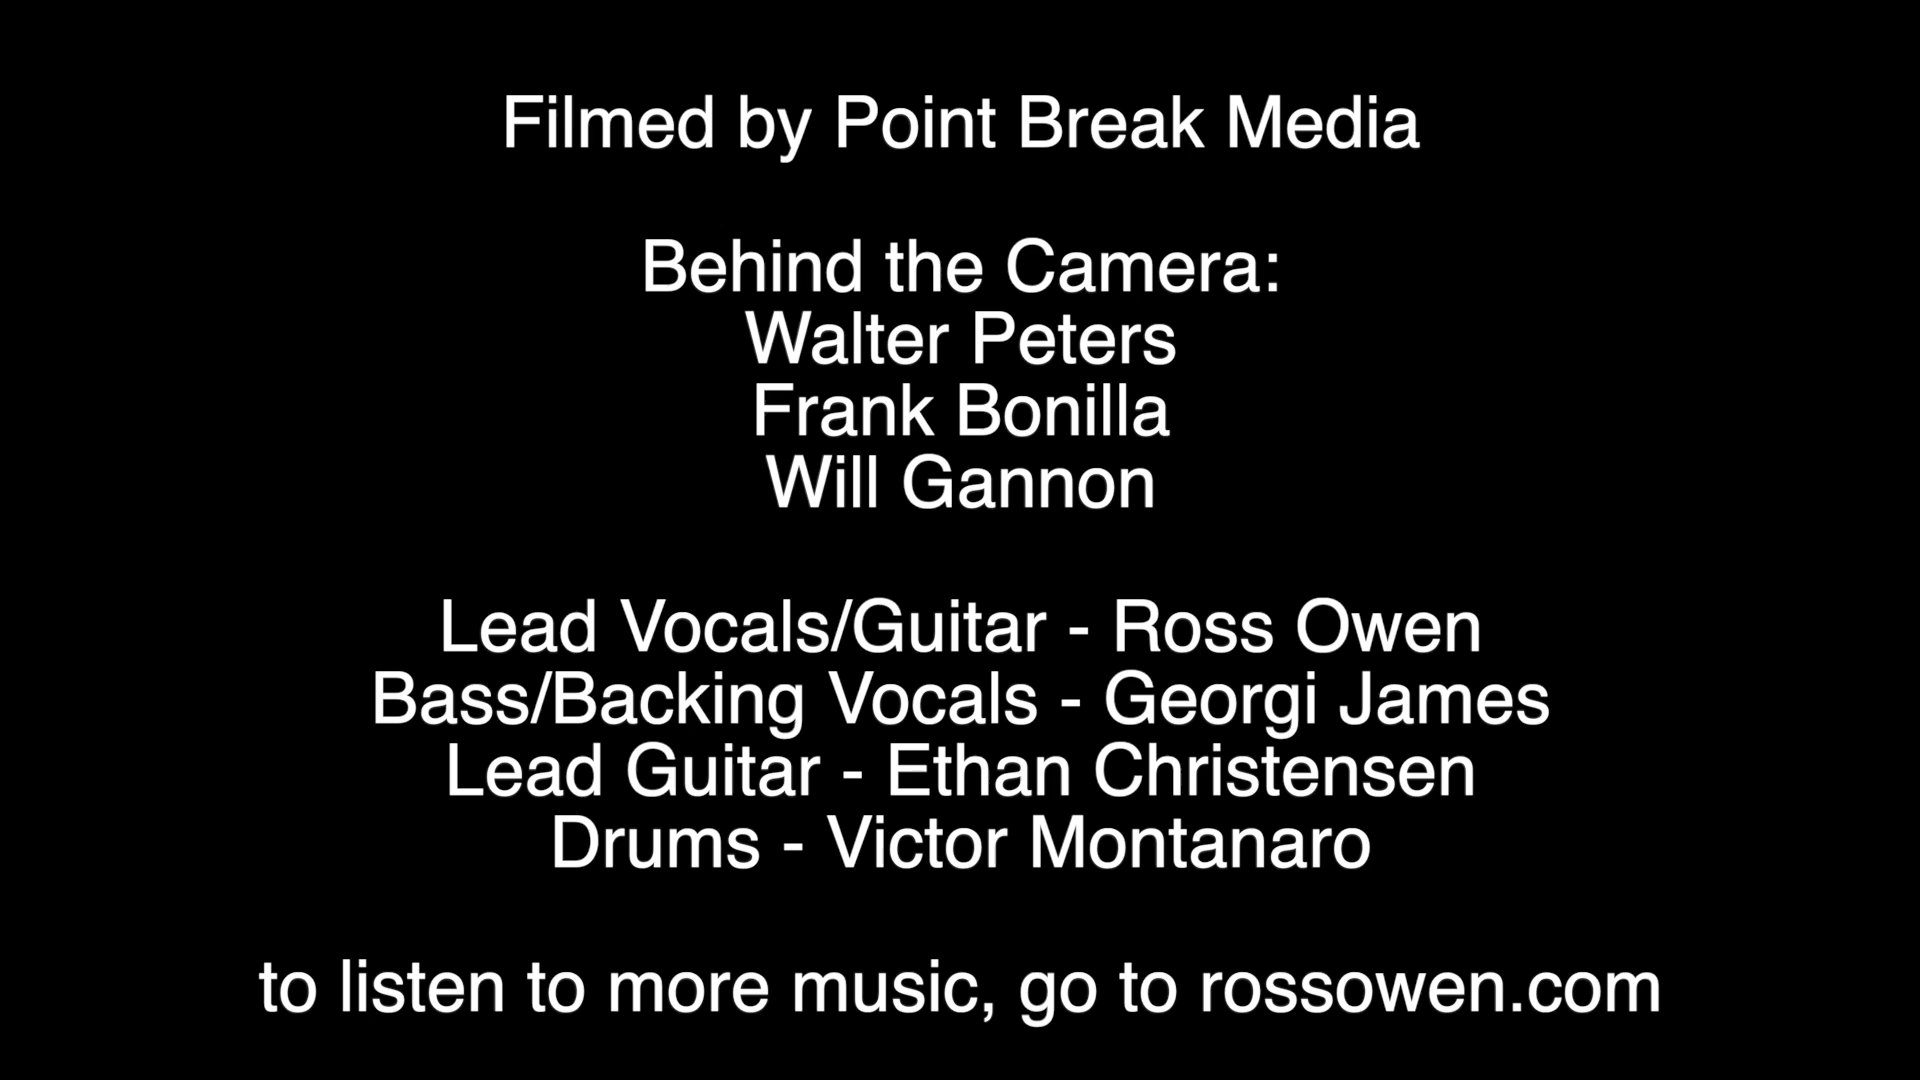 Filmed by Point Break Media
Behind the Camera:
Walter Peters
Frank Bonilla
Will Gannon
Lead Vocals/Guitar - Ross Owen
Bass/Backing Vocals - Georgi James
Lead Guitar - Ethan Christensen
Drums - Victor Montanaro
to listen to more music, go to rossowen.com